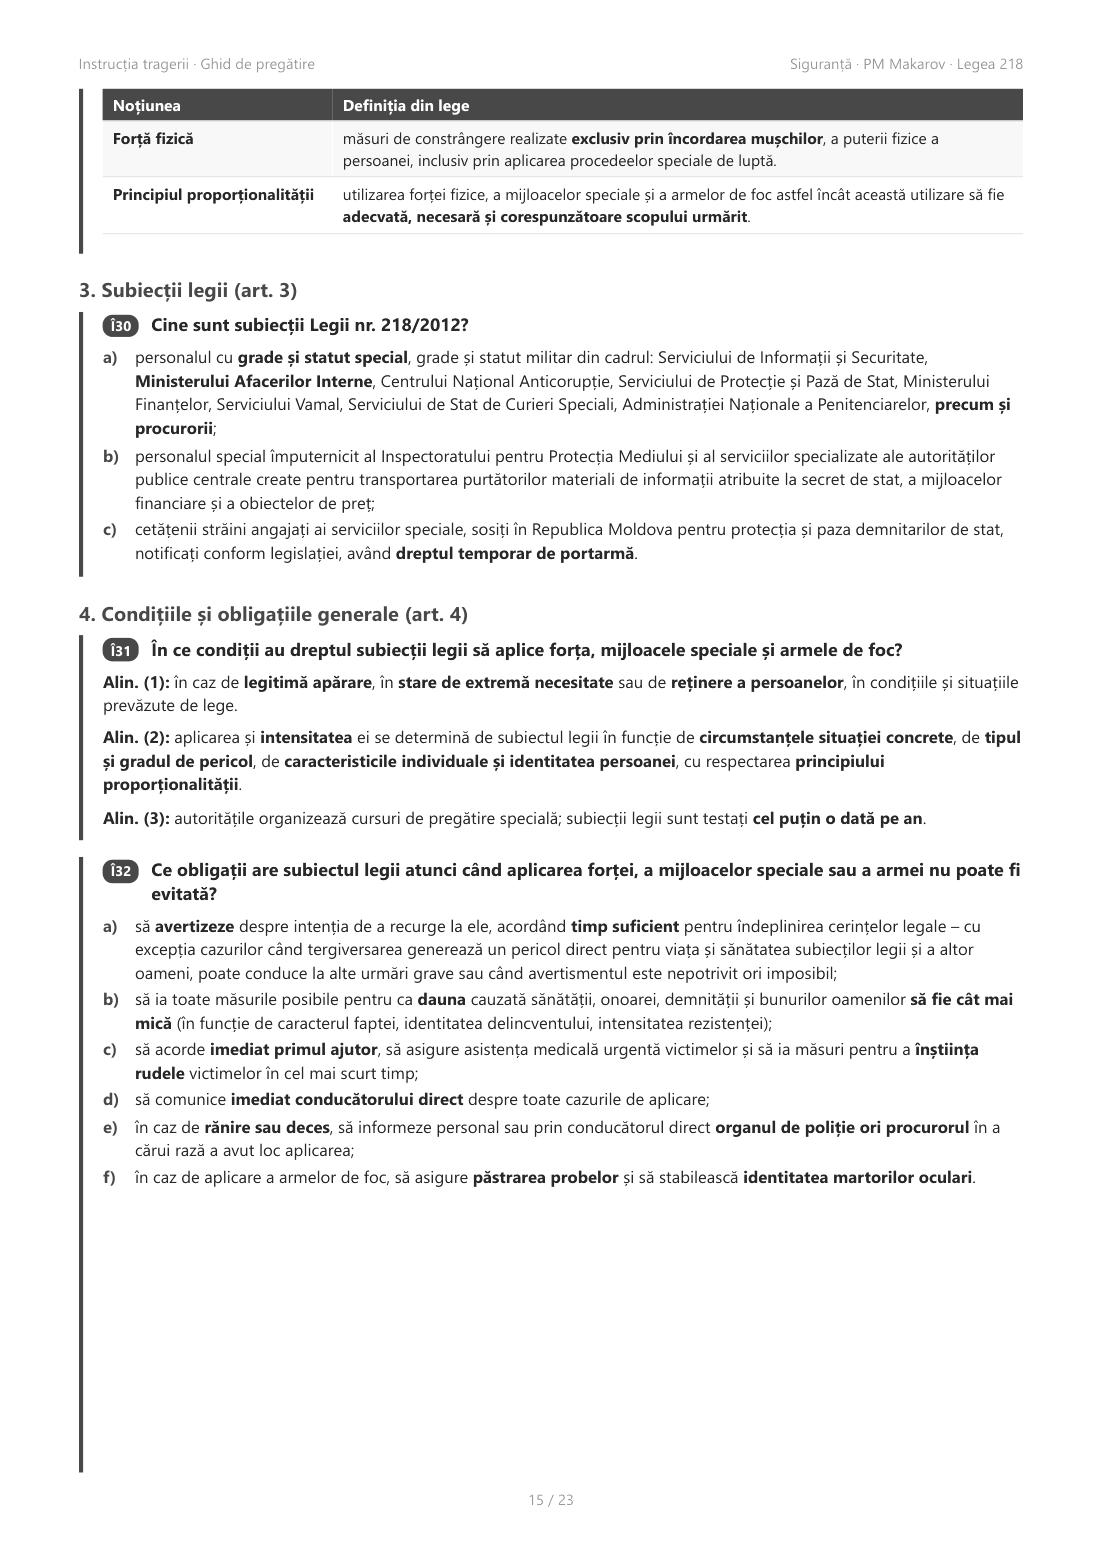 Instrucția tragerii · Ghid de pregătire
Siguranță · PM Makarov · Legea 218
Noțiunea
Definiția din lege
Forță fizică
măsuri de constrângere realizate exclusiv prin încordarea mușchilor, a puterii fizice a
persoanei, inclusiv prin aplicarea procedeelor speciale de luptă.
Principiul proporționalității
utilizarea forței fizice, a mijloacelor speciale și a armelor de foc astfel încât această utilizare să fie
adecvată, necesară și corespunzătoare scopului urmărit.
3. Subiecții legii (art. 3)
Î30 Cine sunt subiecții Legii nr. 218/2012?
a) personalul cu grade și statut special, grade și statut militar din cadrul: Serviciului de Informații și Securitate,
Ministerului Afacerilor Interne, Centrului Național Anticorupție, Serviciului de Protecție și Pază de Stat, Ministerului
Finanțelor, Serviciului Vamal, Serviciului de Stat de Curieri Speciali, Administrației Naționale a Penitenciarelor, precum și
procurorii;
b) personalul special împuternicit al Inspectoratului pentru Protecția Mediului și al serviciilor specializate ale autorităților
publice centrale create pentru transportarea purtătorilor materiali de informații atribuite la secret de stat, a mijloacelor
financiare și a obiectelor de preț;
c) cetățenii străini angajați ai serviciilor speciale, sosiți în Republica Moldova pentru protecția și paza demnitarilor de stat,
notificați conform legislației, având dreptul temporar de portarmă.
4. Condițiile și obligațiile generale (art. 4)
Î31 În ce condiții au dreptul subiecții legii să aplice forța, mijloacele speciale și armele de foc?
Alin. (1): în caz de legitimă apărare, în stare de extremă necesitate sau de reținere a persoanelor, în condițiile și situațiile
prevăzute de lege.
Alin. (2): aplicarea și intensitatea ei se determină de subiectul legii în funcție de circumstanțele situației concrete, de tipul
și gradul de pericol, de caracteristicile individuale și identitatea persoanei, cu respectarea principiului
proporționalității.
Alin. (3): autoritățile organizează cursuri de pregătire specială; subiecții legii sunt testați cel puțin o dată pe an.
Î32 Ce obligații are subiectul legii atunci când aplicarea forței, a mijloacelor speciale sau a armei nu poate fi
evitată?
a) să avertizeze despre intenția de a recurge la ele, acordând timp suficient pentru îndeplinirea cerințelor legale – cu
excepția cazurilor când tergiversarea generează un pericol direct pentru viața și sănătatea subiecților legii și a altor
oameni, poate conduce la alte urmări grave sau când avertismentul este nepotrivit ori imposibil;
b) să ia toate măsurile posibile pentru ca dauna cauzată sănătății, onoarei, demnității și bunurilor oamenilor să fie cât mai
mică (în funcție de caracterul faptei, identitatea delincventului, intensitatea rezistenței);
c) să acorde imediat primul ajutor, să asigure asistența medicală urgentă victimelor și să ia măsuri pentru a înștiința
rudele victimelor în cel mai scurt timp;
d) să comunice imediat conducătorului direct despre toate cazurile de aplicare;
e) în caz de rănire sau deces, să informeze personal sau prin conducătorul direct organul de poliție ori procurorul în a
cărui rază a avut loc aplicarea;
f) în caz de aplicare a armelor de foc, să asigure păstrarea probelor și să stabilească identitatea martorilor oculari.
15 / 23